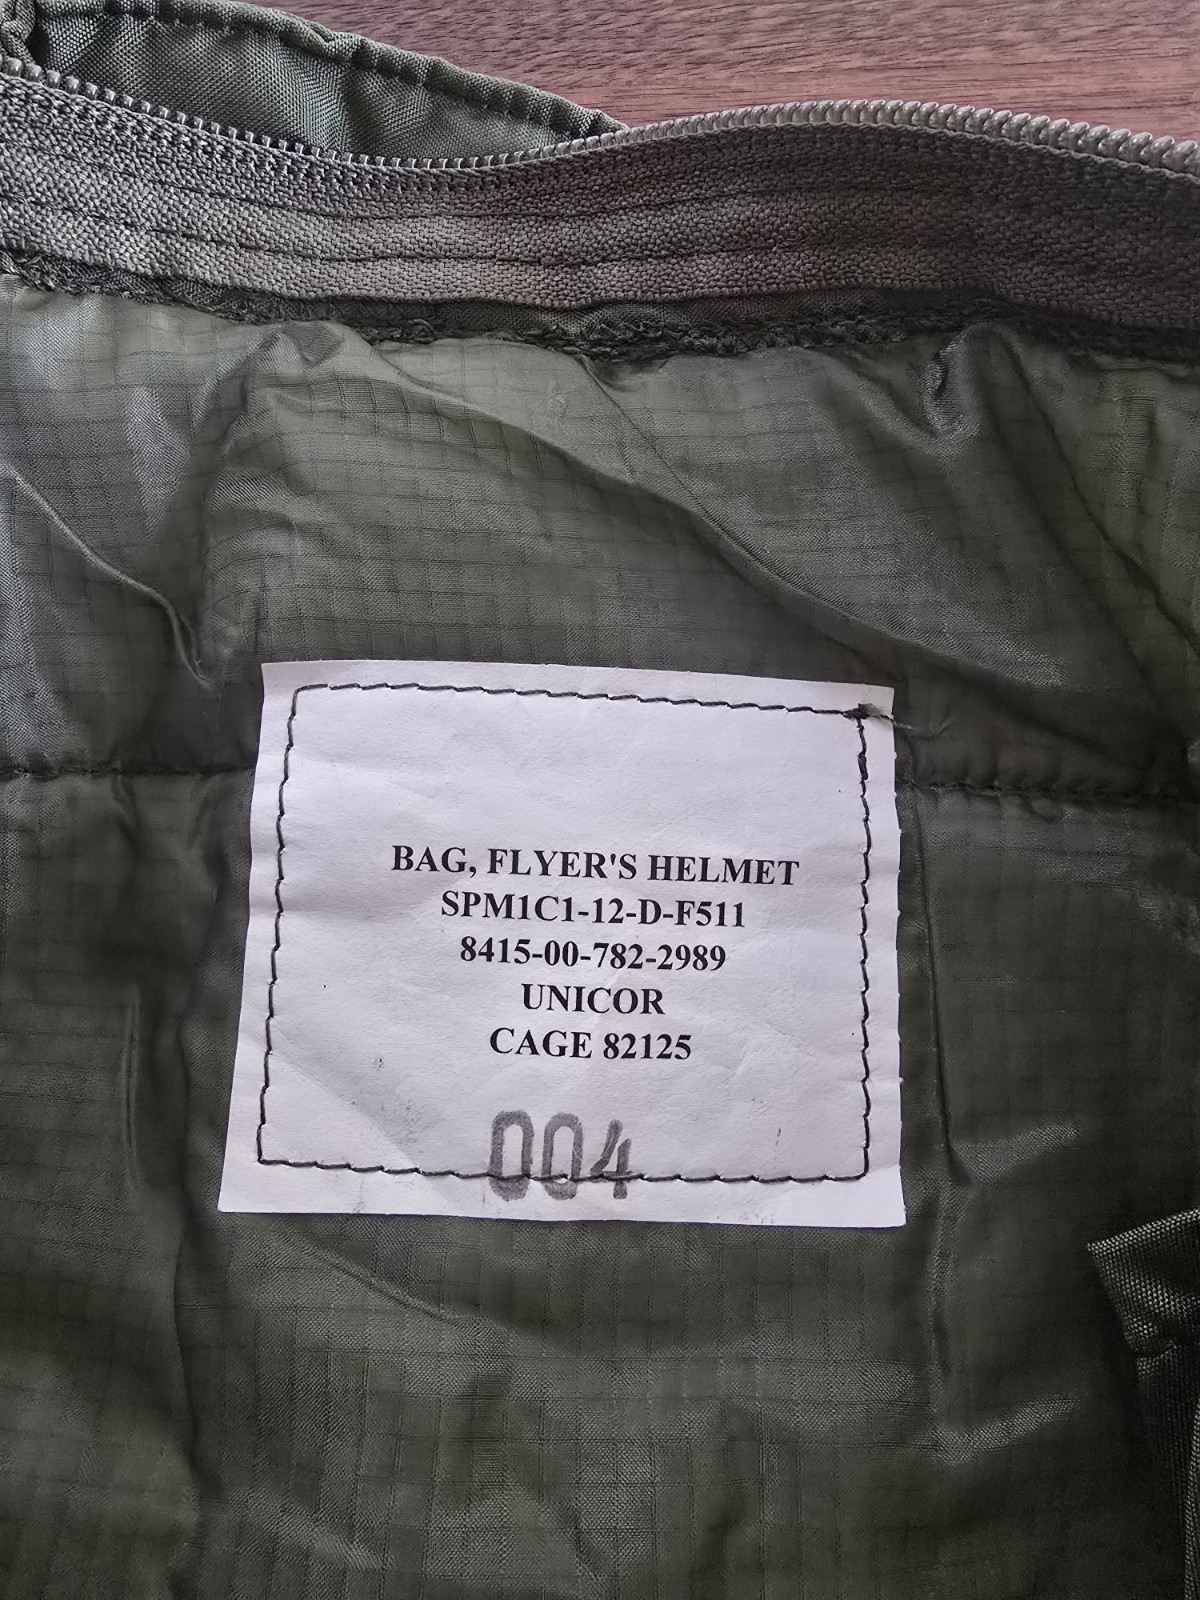 BAG, FLYER'S HELMET
SPM1C1-12-D-F511
8415-00-782-2989
UNICOR
CAGE 82125
004